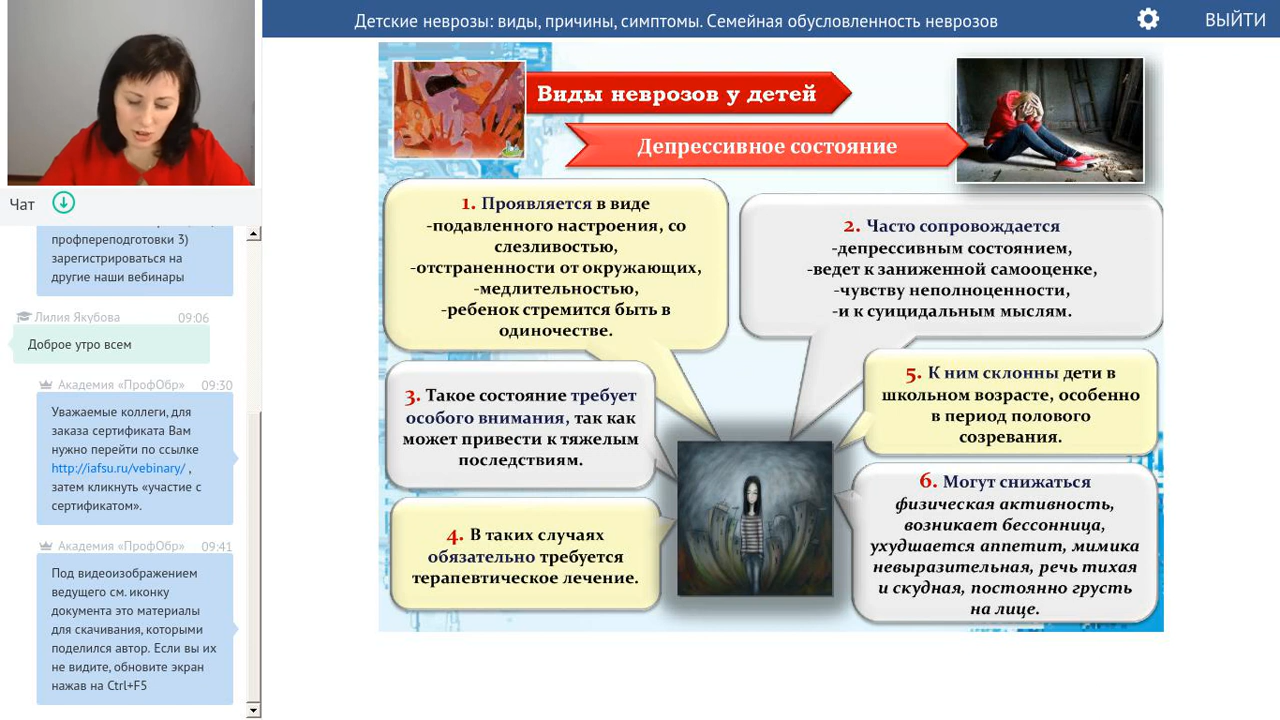 Детские неврозы: виды, причины, симптомы. Семейная обусловленность неврозов
ВЫЙТИ
Чат
профпереподготовки 3)
зарегистрироваться на
другие наши вебинары
Лилия Якубова 09:06
Доброе утро всем
Академия «ПрофОбр» 09:30
Уважаемые коллеги, для
заказа сертификата Вам
нужно перейти по ссылке
http://iafsu.ru/vebinary/ ,
затем кликнуть «участие с
сертификатом».
Академия «ПрофОбр» 09:41
Под видеоизображением
ведущего см. иконку
документа это материалы
для скачивания, которыми
поделился автор. Если вы их
не видите, обновите экран
нажав на Ctrl+F5
Виды неврозов у детей
Депрессивное состояние
1. Проявляется в виде
-подавленного настроения, со
слезливостью,
-отстраненности от окружающих,
-медлительностью,
-ребенок стремится быть в
одиночестве.
2. Часто сопровождается
-депрессивным состоянием,
-ведет к заниженной самооценке,
-чувству неполноценности,
-и к суицидальным мыслям.
3. Такое состояние требует
особого внимания, так как
может привести к тяжелым
последствиям.
4. В таких случаях
обязательно требуется
терапевтическое лечение.
5. К ним склонны дети в
школьном возрасте, особенно
в период полового
созревания.
6. Могут снижаться
физическая активность,
возникает бессонница,
ухудшается аппетит, мимика
невыразительная, речь тихая
и скудная, постоянно грусть
на лице.